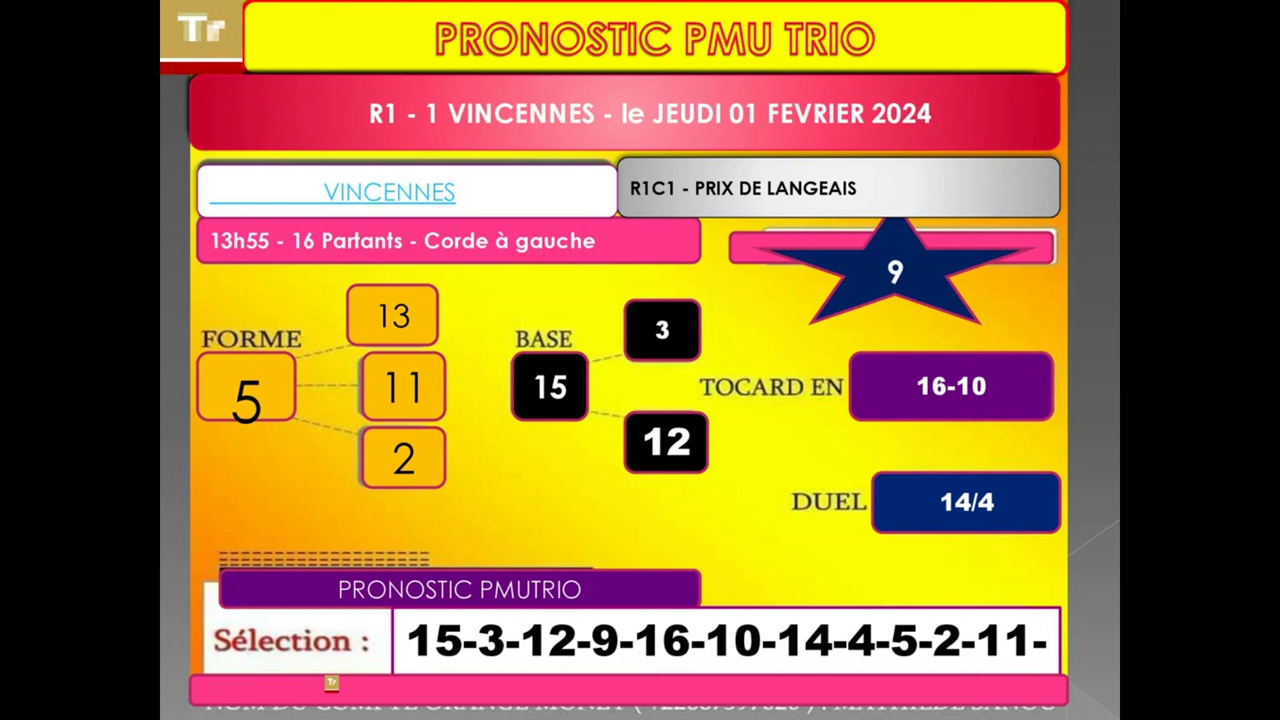 Tr
PRONOSTIC PMU TRIO
R1 - 1 VINCENNES - le JEUDI 01 FEVRIER 2024
VINCENNES
R1C1 - PRIX DE LANGEAIS
13h55 - 16 Partants - Corde à gauche
9
FORME
5
13
11
2
BASE
15
3
12
TOCARD EN
16-10
DUEL
14/4
PRONOSTIC PMUTRIO
Sélection :
15-3-12-9-16-10-14-4-5-2-11-
Tr